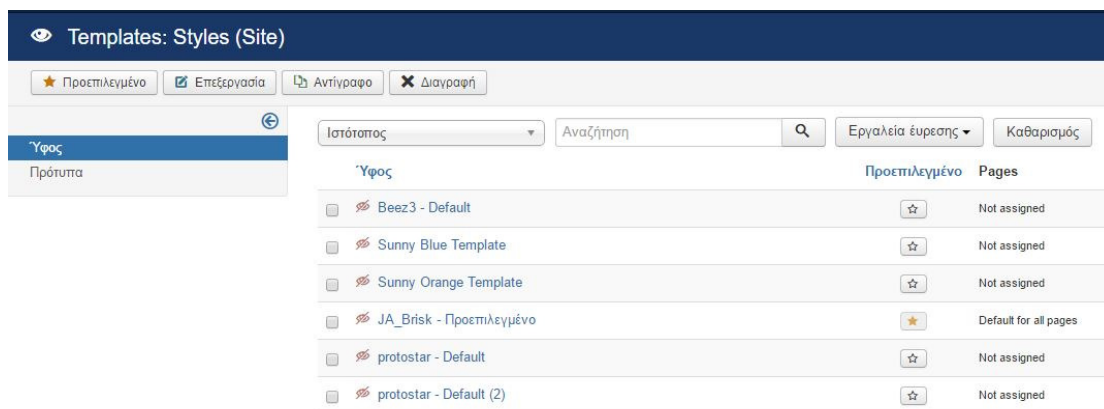 Templates: Styles (Site)
Προεπιλεγμένο Επεξεργασία Αντίγραφο Διαγραφή
Ύφος
Πρότυπα
Ιστότοπος Αναζήτηση Εργαλεία έυρεσης Καθαρισμός
Ύφος Προεπιλεγμένο Pages
Beez3 - Default Not assigned
Sunny Blue Template Not assigned
Sunny Orange Template Not assigned
JA_Brisk - Προεπιλεγμένο Default for all pages
protostar - Default Not assigned
protostar - Default (2) Not assigned